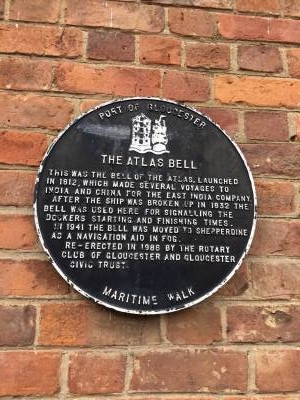 PORT OF GLOUCESTER
THE ATLAS BELL
THIS WAS THE BELL OF THE ATLAS, LAUNCHED
IN 1812, WHICH MADE SEVERAL VOYAGES TO
INDIA AND CHINA FOR THE EAST INDIA COMPANY.
AFTER THE SHIP WAS BROKEN UP IN 1832 THE
BELL WAS USED HERE FOR SIGNALLING THE
DOCKERS STARTING AND FINISHING TIMES.
IN 1941 THE BELL WAS MOVED TO SHEPPERDINE
AS A NAVIGATION AID IN FOG.
RE-ERECTED IN 1986 BY THE ROTARY
CLUB OF GLOUCESTER AND GLOUCESTER
CIVIC TRUST.
MARITIME WALK